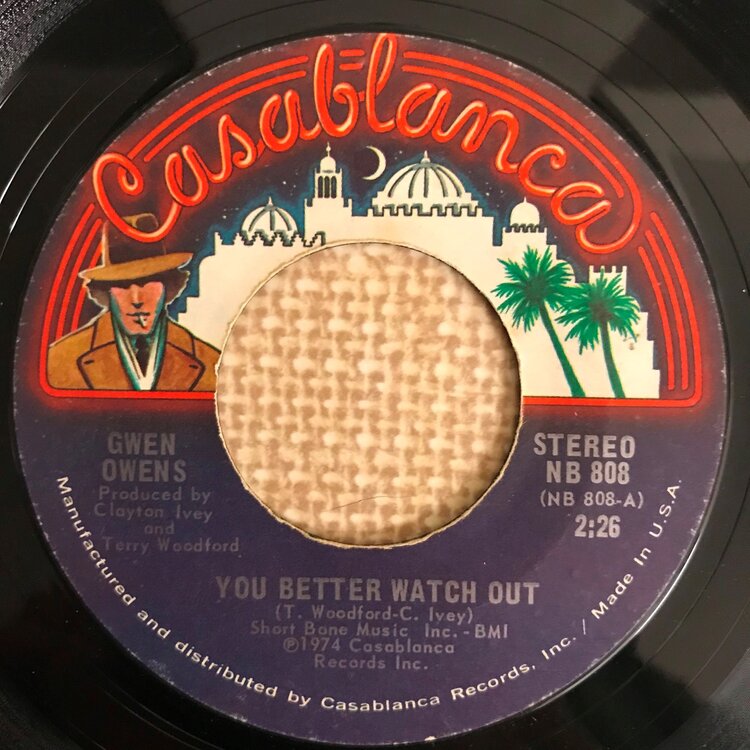 Casablanca
GWEN
OWENS
Produced by
Clayton Ivey
and
Terry Woodford
STEREO
NB 808
(NB 808-A)
2;26
YOU BETTER WATCH OUT
(T. Woodford-C. Ivey)
Short Bone Music Inc. - BMI
℗1974 Casablanca
Records Inc.
Manufactured and distributed by Casablanca Records, Inc. / Made In U.S.A.